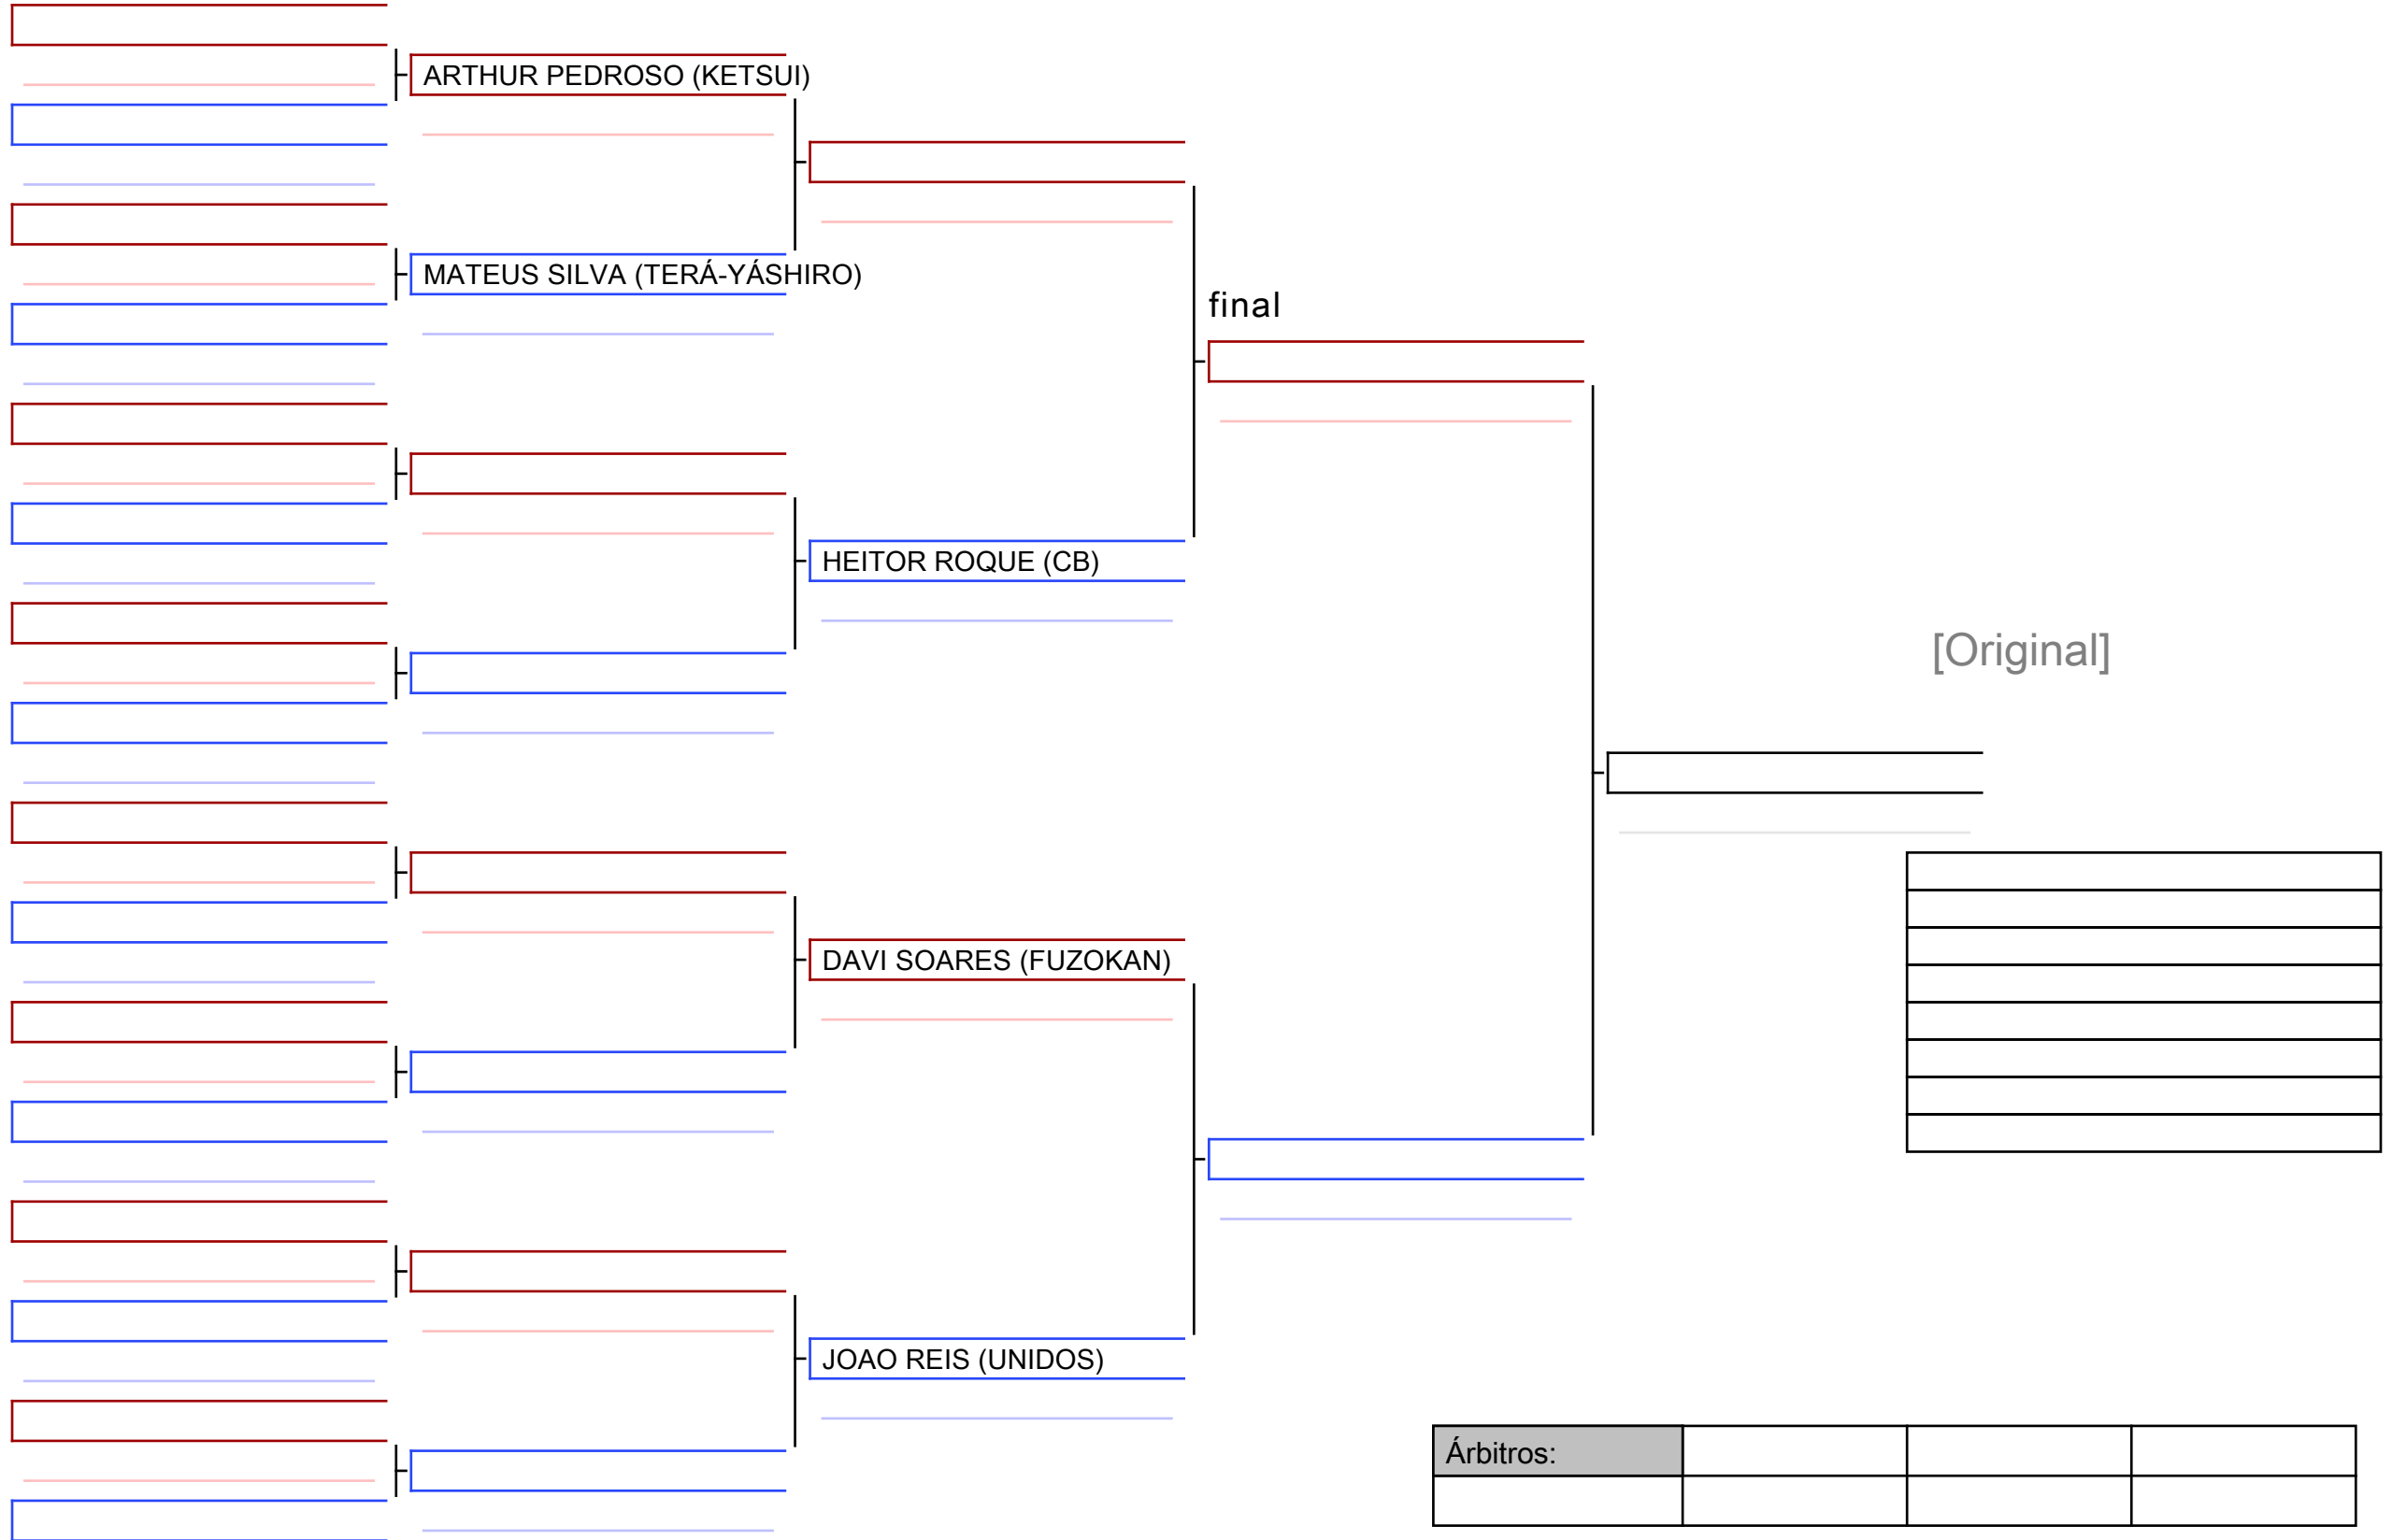 ARTHUR PEDROSO (KETSUI)
MATEUS SILVA (TERÁ-YÁSHIRO)
final
HEITOR ROQUE (CB)
[Original]
DAVI SOARES (FUZOKAN)
JOAO REIS (UNIDOS)
Árbitros: